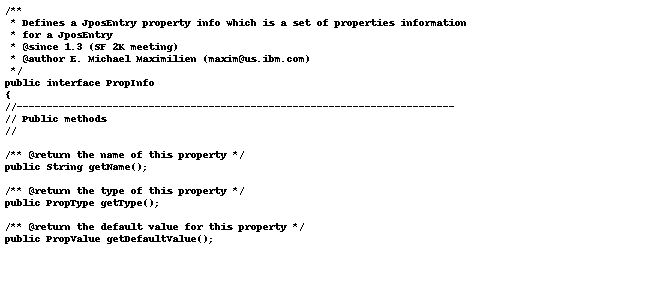 /**
 * Defines a JposEntry property info which is a set of properties information
 * for a JposEntry
 * @since 1.3 (SF 2K meeting)
 * @author E. Michael Maximilien (maxim@us.ibm.com)
 */
public interface PropInfo
{
//-------------------------------------------------------------------------
// Public methods
//
/** @return the name of this property */
public String getName();
/** @return the type of this property */
public PropType getType();
/** @return the default value for this property */
public PropValue getDefaultValue();